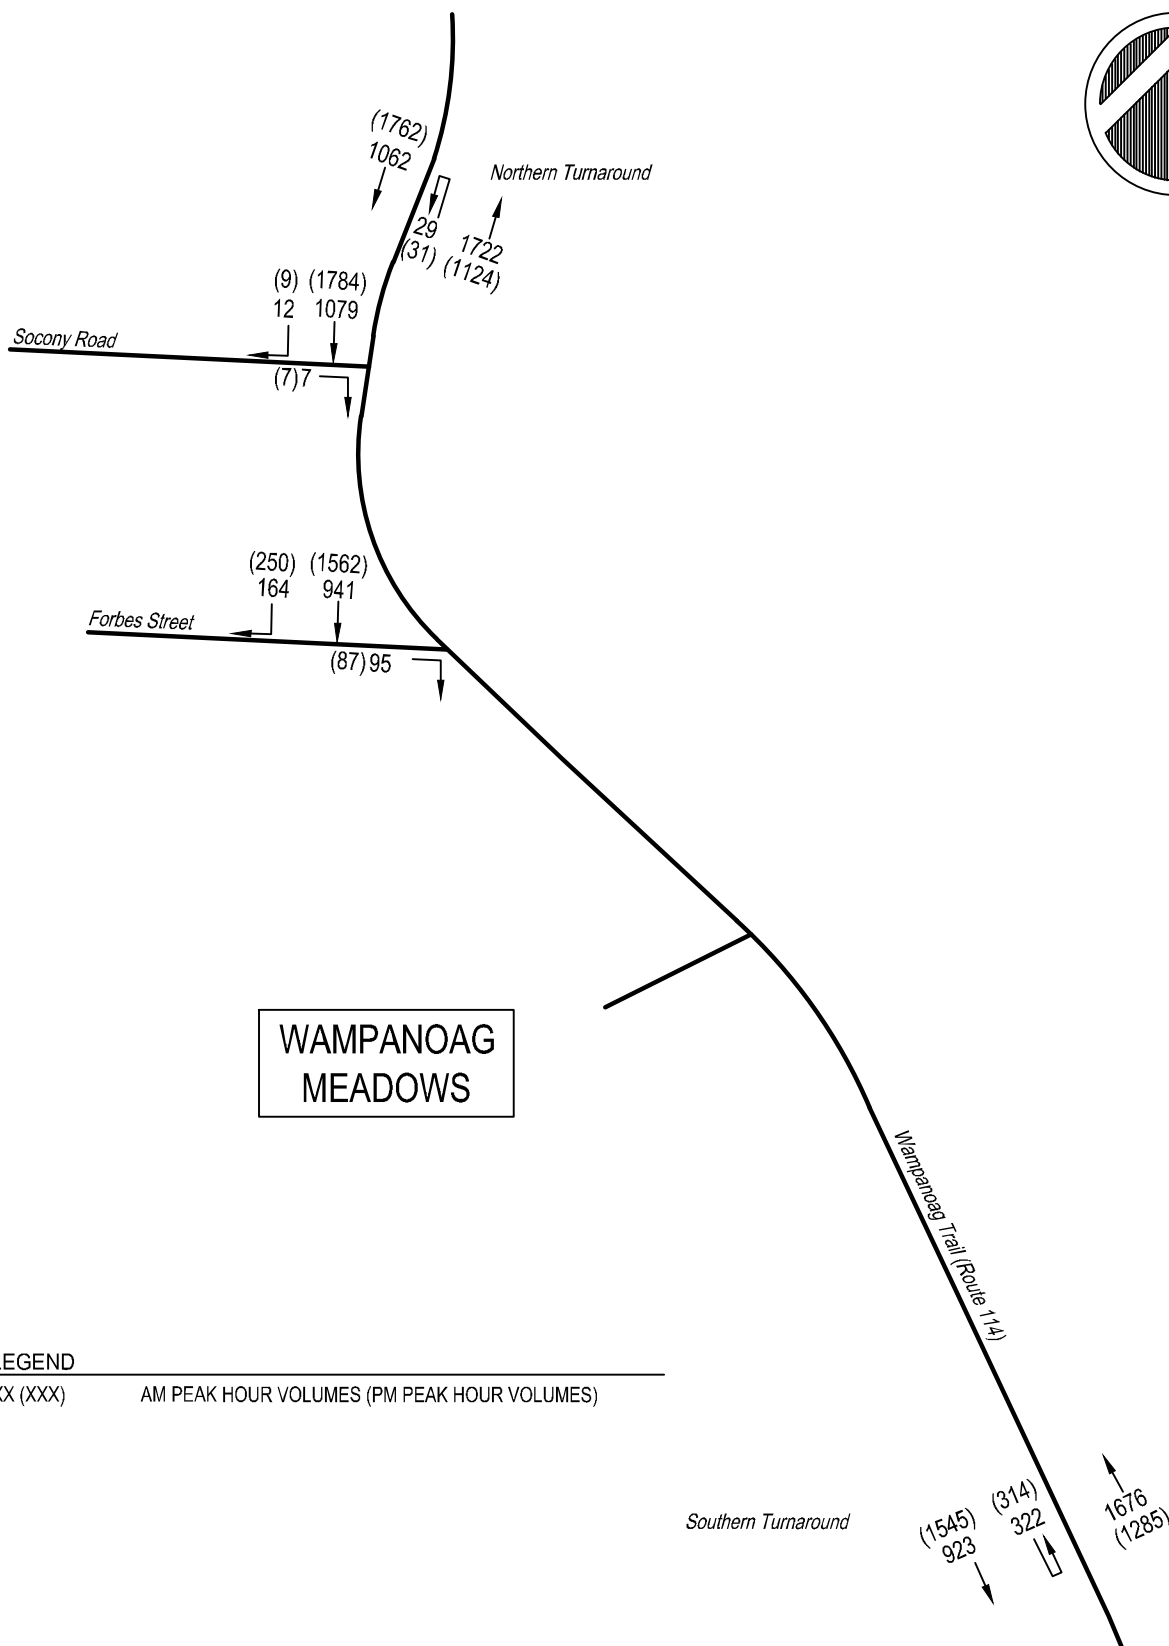 (1762)
1062
Northern Turnaround
29
(31)
1722
(1124)
(9) (1784)
12 1079
Socony Road
(7)7
(250) (1562)
164 941
Forbes Street
(87)95
WAMPANOAG
MEADOWS
Wampanoag Trail (Route 114)
LEGEND
XX (XXX) AM PEAK HOUR VOLUMES (PM PEAK HOUR VOLUMES)
Southern Turnaround
(1545)
923
(314)
322
1676
(1285)